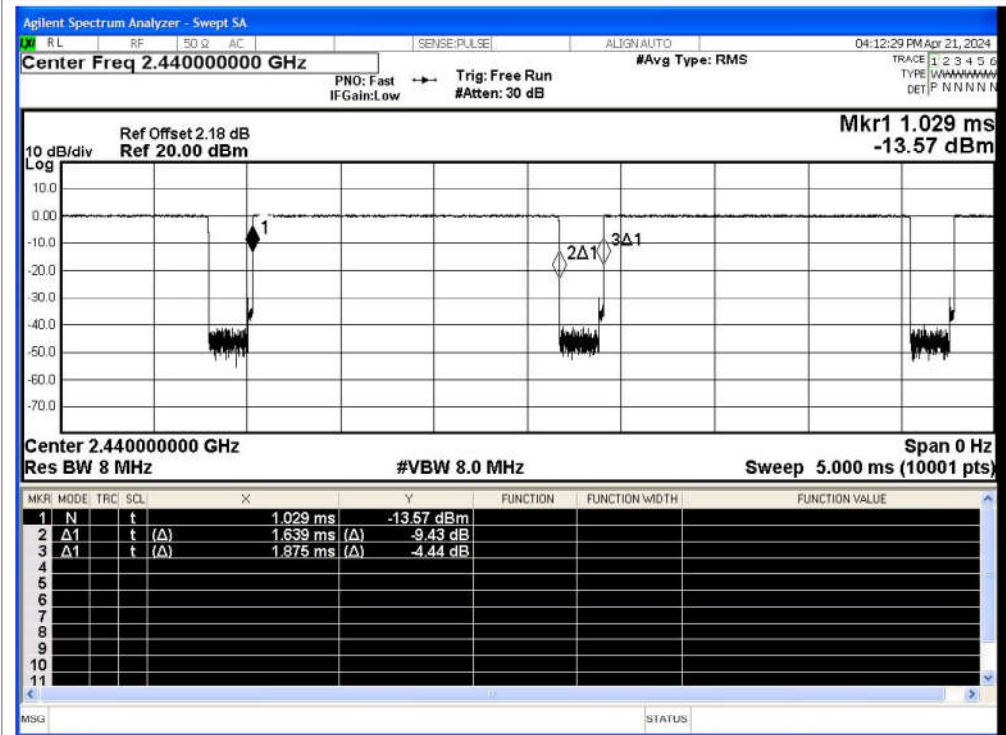 Agilent Spectrum Analyzer - Swept SA
RL RF 50 Ω AC SENSE:PULSE ALIGN AUTO 04:12:29 PM Apr 21, 2024
Center Freq 2.440000000 GHz #Avg Type: RMS TRACE 1 2 3 4 5 6
PNO: Fast Trig: Free Run TYPE WWWWWW
IFGain:Low #Atten: 30 dB DET P N N N N N
Mkr1 1.029 ms
Ref Offset 2.18 dB
10 dB/div Ref 20.00 dBm -13.57 dBm
Log
10.0
0.00
1
-10.0
2Δ1 3Δ1
-20.0
-30.0
-40.0
-50.0
-60.0
-70.0
Center 2.440000000 GHz Span 0 Hz
Res BW 8 MHz #VBW 8.0 MHz Sweep 5.000 ms (10001 pts)
MKR MODE TRC SCL X Y FUNCTION FUNCTION WIDTH FUNCTION VALUE
1 N t 1.029 ms -13.57 dBm
2 Δ1 t (Δ) 1.639 ms (Δ) -9.43 dB
3 Δ1 t (Δ) 1.875 ms (Δ) -4.44 dB
4
5
6
7
8
9
10
11
MSG STATUS